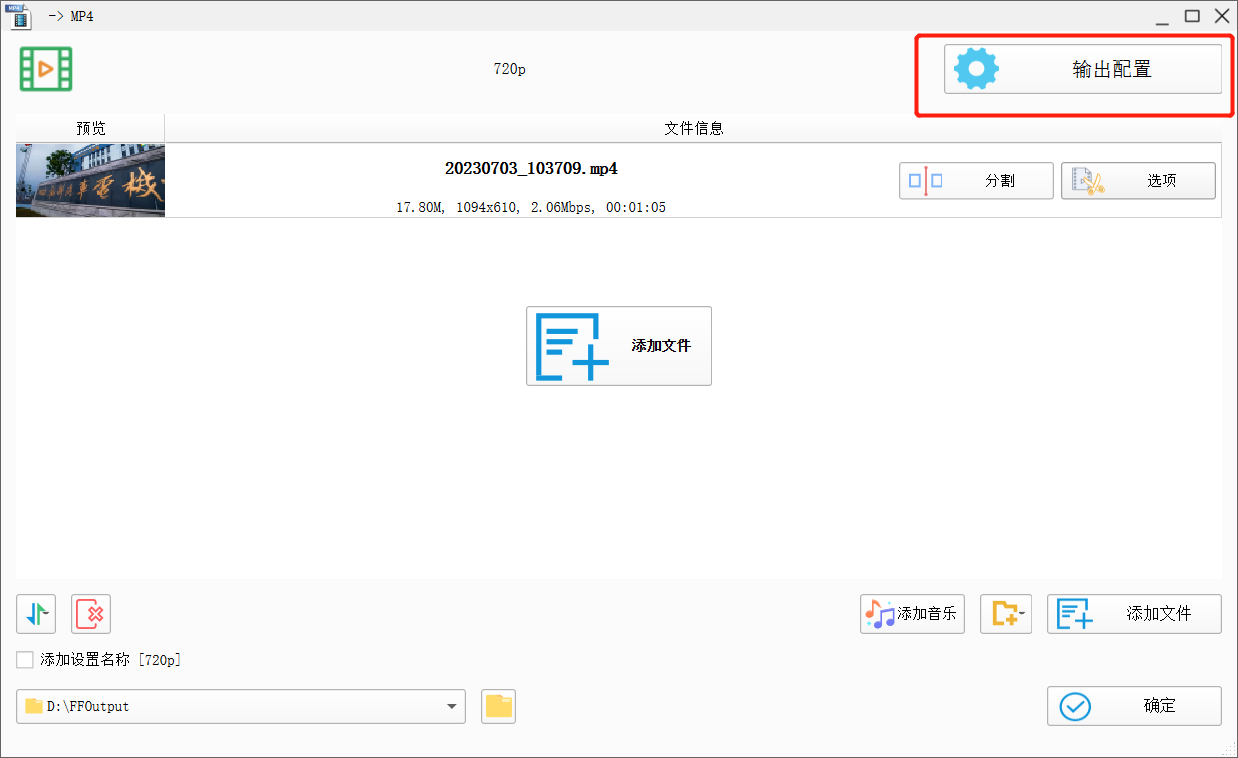 MP4
-> MP4
720p
输出配置
预览
文件信息
20230703_103709.mp4
17.80M, 1094x610, 2.06Mbps, 00:01:05
分割
选项
添加文件
添加音乐
添加文件
添加设置名称 [720p]
D:\FFOutput
确定